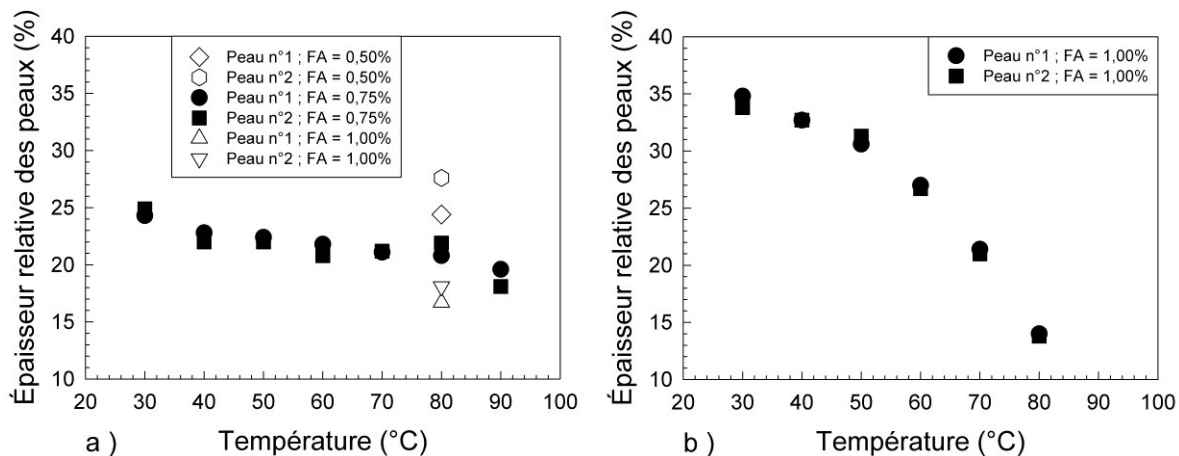 Épaisseur relative des peaux (%)
40
35
30
25
20
15
10
Peau n°1 ; FA = 0,50%
Peau n°2 ; FA = 0,50%
Peau n°1 ; FA = 0,75%
Peau n°2 ; FA = 0,75%
Peau n°1 ; FA = 1,00%
Peau n°2 ; FA = 1,00%
20 30 40 50 60 70 80 90 100
a ) Température (°C)
Épaisseur relative des peaux (%)
40
35
30
25
20
15
10
Peau n°1 ; FA = 1,00%
Peau n°2 ; FA = 1,00%
20 30 40 50 60 70 80 90 100
b ) Température (°C)